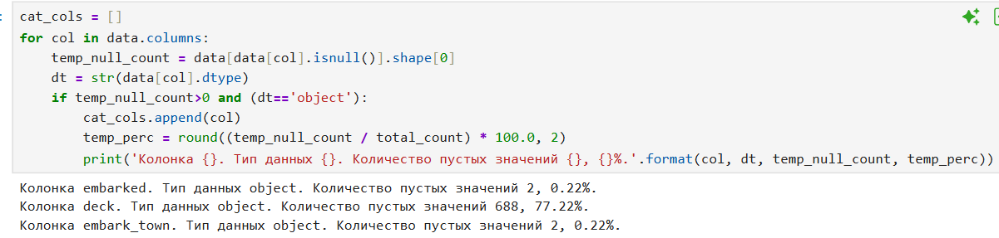 cat_cols = []
for col in data.columns:
    temp_null_count = data[data[col].isnull()].shape[0]
    dt = str(data[col].dtype)
    if temp_null_count>0 and (dt=='object'):
        cat_cols.append(col)
        temp_perc = round((temp_null_count / total_count) * 100.0, 2)
        print('Колонка {}. Тип данных {}. Количество пустых значений {}, {}%.'.format(col, dt, temp_null_count, temp_perc))
Колонка embarked. Тип данных object. Количество пустых значений 2, 0.22%.
Колонка deck. Тип данных object. Количество пустых значений 688, 77.22%.
Колонка embark_town. Тип данных object. Количество пустых значений 2, 0.22%.